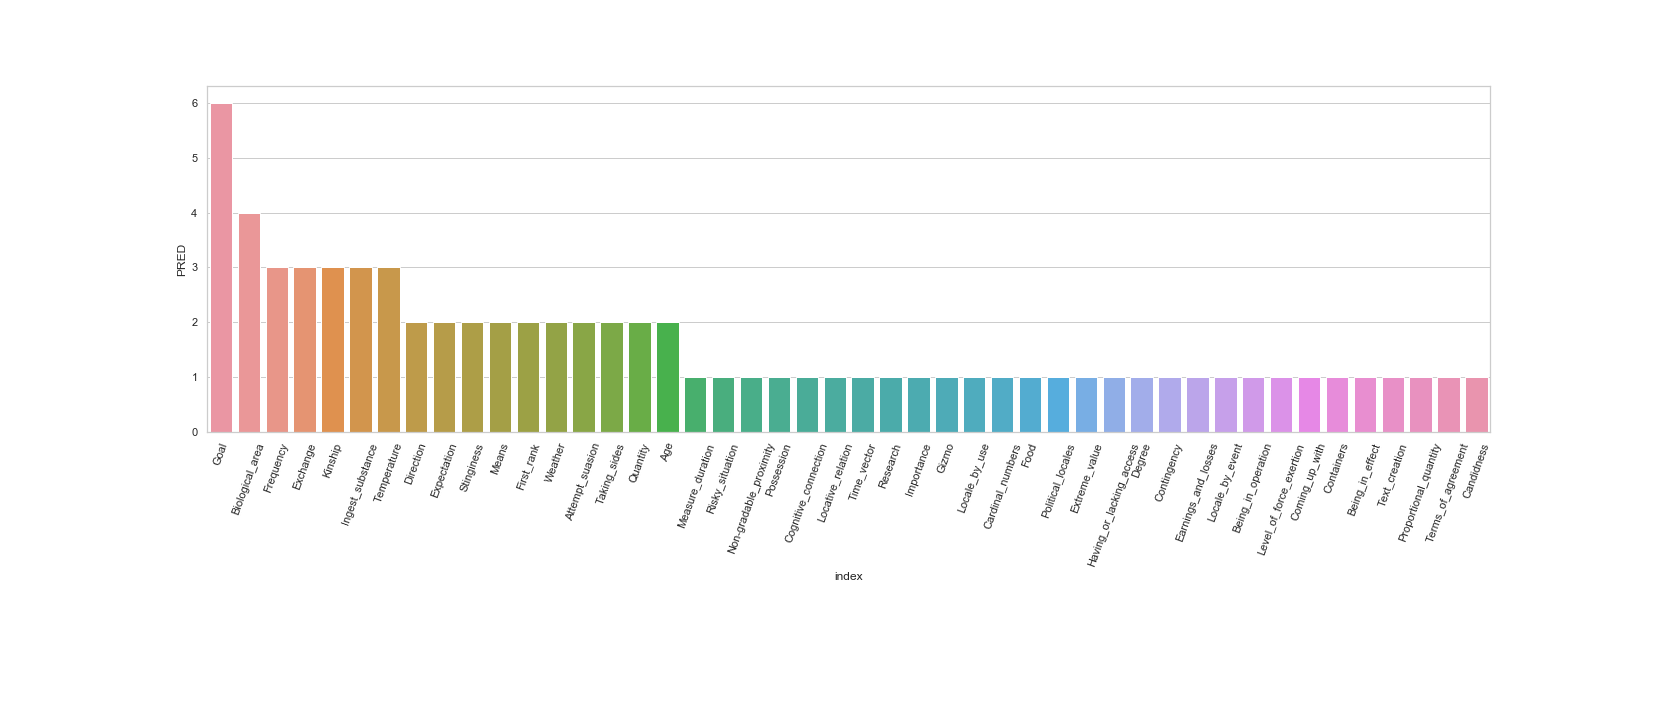 6
5
4
3
2
1
0
PRED
Goal
Biological_area
Frequency
Exchange
Kinship
Ingest_substance
Temperature
Direction
Expectation
Stinginess
Means
First_rank
Weather
Attempt_suasion
Taking_sides
Quantity
Age
Measure_duration
Risky_situation
Non-gradable_proximity
Possession
Cognitive_connection
Locative_relation
Time_vector
Research
Importance
Gizmo
Locale_by_use
Cardinal_numbers
Food
Political_locales
Extreme_value
Having_or_lacking_access
Degree
Contingency
Earnings_and_losses
Locale_by_event
Being_in_operation
Level_of_force_exertion
Coming_up_with
Containers
Being_in_effect
Text_creation
Proportional_quantity
Terms_of_agreement
Candidness
index